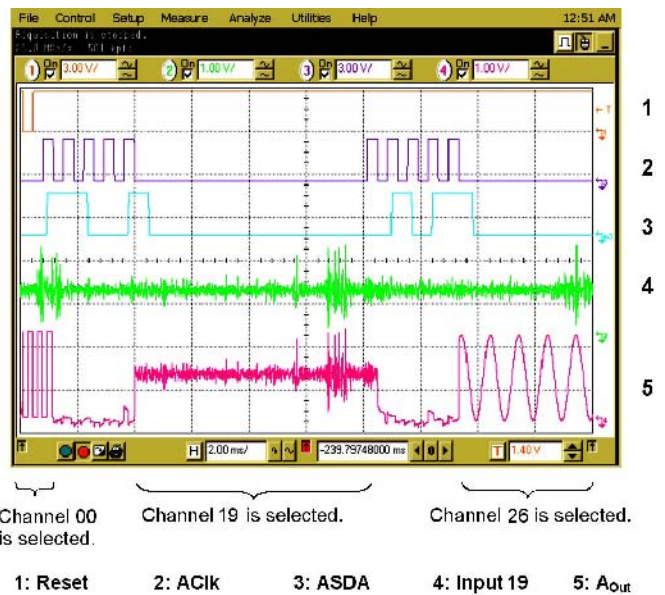 File Control Setup Measure Analyze Utilities Help 12:51 AM
Acquisition is stopped.
1 On 3.00 V/ 2 On 1.00 V/ 3 On 3.00 V/ 4 On 1.00 V/
T
1
2
3
4
5
H 2.00 ms/ -239.79748000 ms 0 T 1.40 V
Channel 00
is selected.
Channel 19 is selected.
Channel 26 is selected.
1: Reset 2: AClk 3: ASDA 4: Input 19 5: AOut